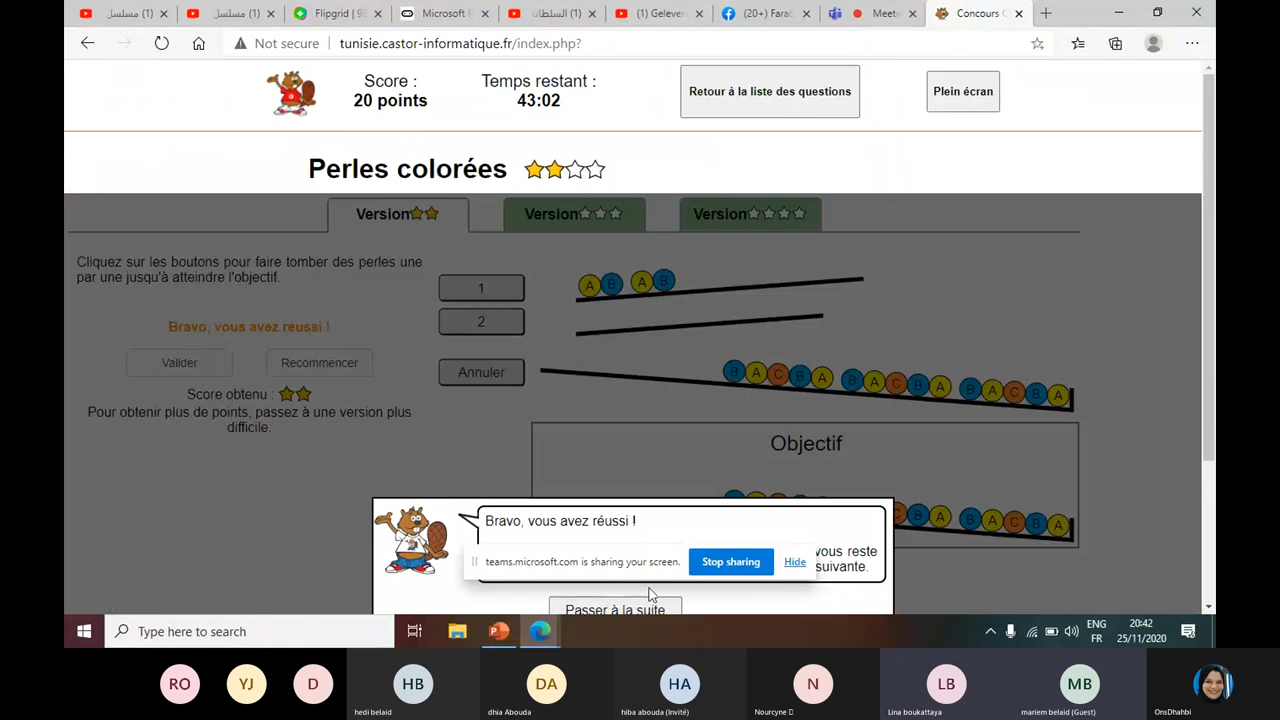 (1) مسلسل
(1) مسلسل
Flipgrid | 98
Microsoft F
(1) السلطانا
(1) Geleven
(20+) Farab
Meetin
Concours C
Not secure
tunisie.castor-informatique.fr/index.php?
Score :
20 points
Temps restant :
43:02
Retour à la liste des questions
Plein écran
Perles colorées
Version
Version
Version
Cliquez sur les boutons pour faire tomber des perles une
par une jusqu'à atteindre l'objectif.
Bravo, vous avez réussi !
Valider
Recommencer
Score obtenu :
Pour obtenir plus de points, passez à une version plus
difficile.
1
2
Annuler
A B A B
B A C B A B A C B A B A C B A
Objectif
C B A B A C B A
Bravo, vous avez réussi !
vous reste
suivante.
teams.microsoft.com is sharing your screen.
Stop sharing
Hide
Passer à la suite
Type here to search
ENG
FR
20:42
25/11/2020
RO
YJ
D
HB
hedi belaid
DA
dhia Abouda
HA
hiba abouda (Invité)
N
Nourcyne
LB
Lina boukattaya
MB
mariem belaid (Guest)
OnsDhahbi